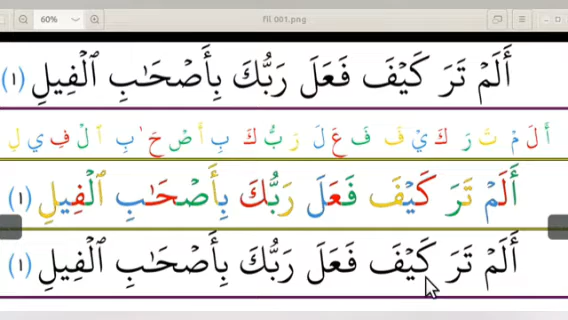 60%
fil 001.png
أَلَمْ تَرَ كَيْفَ فَعَلَ رَبُّكَ بِأَصْحَٰبِ ٱلْفِيلِ (١)
أَ لَ مْ تَ رَ كَ يْ فَ فَ عَ لَ رَ بُّ كَ بِ أَ صْ حَٰ بِ ٱ لْ فِ ي لِ
أَلَمْ تَرَ كَيْفَ فَعَلَ رَبُّكَ بِأَصْحَٰبِ ٱلْفِيلِ (١)
أَلَمْ تَرَ كَيْفَ فَعَلَ رَبُّكَ بِأَصْحَٰبِ ٱلْفِيلِ (١)